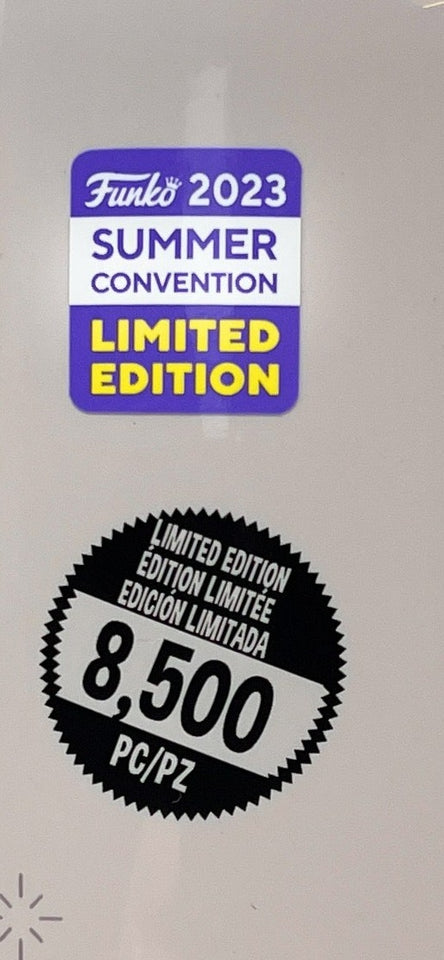 Funko 2023
SUMMER
CONVENTION
LIMITED
EDITION
LIMITED EDITION
ÉDITION LIMITÉE
EDICIÓN LIMITADA
8,500
PC/PZ